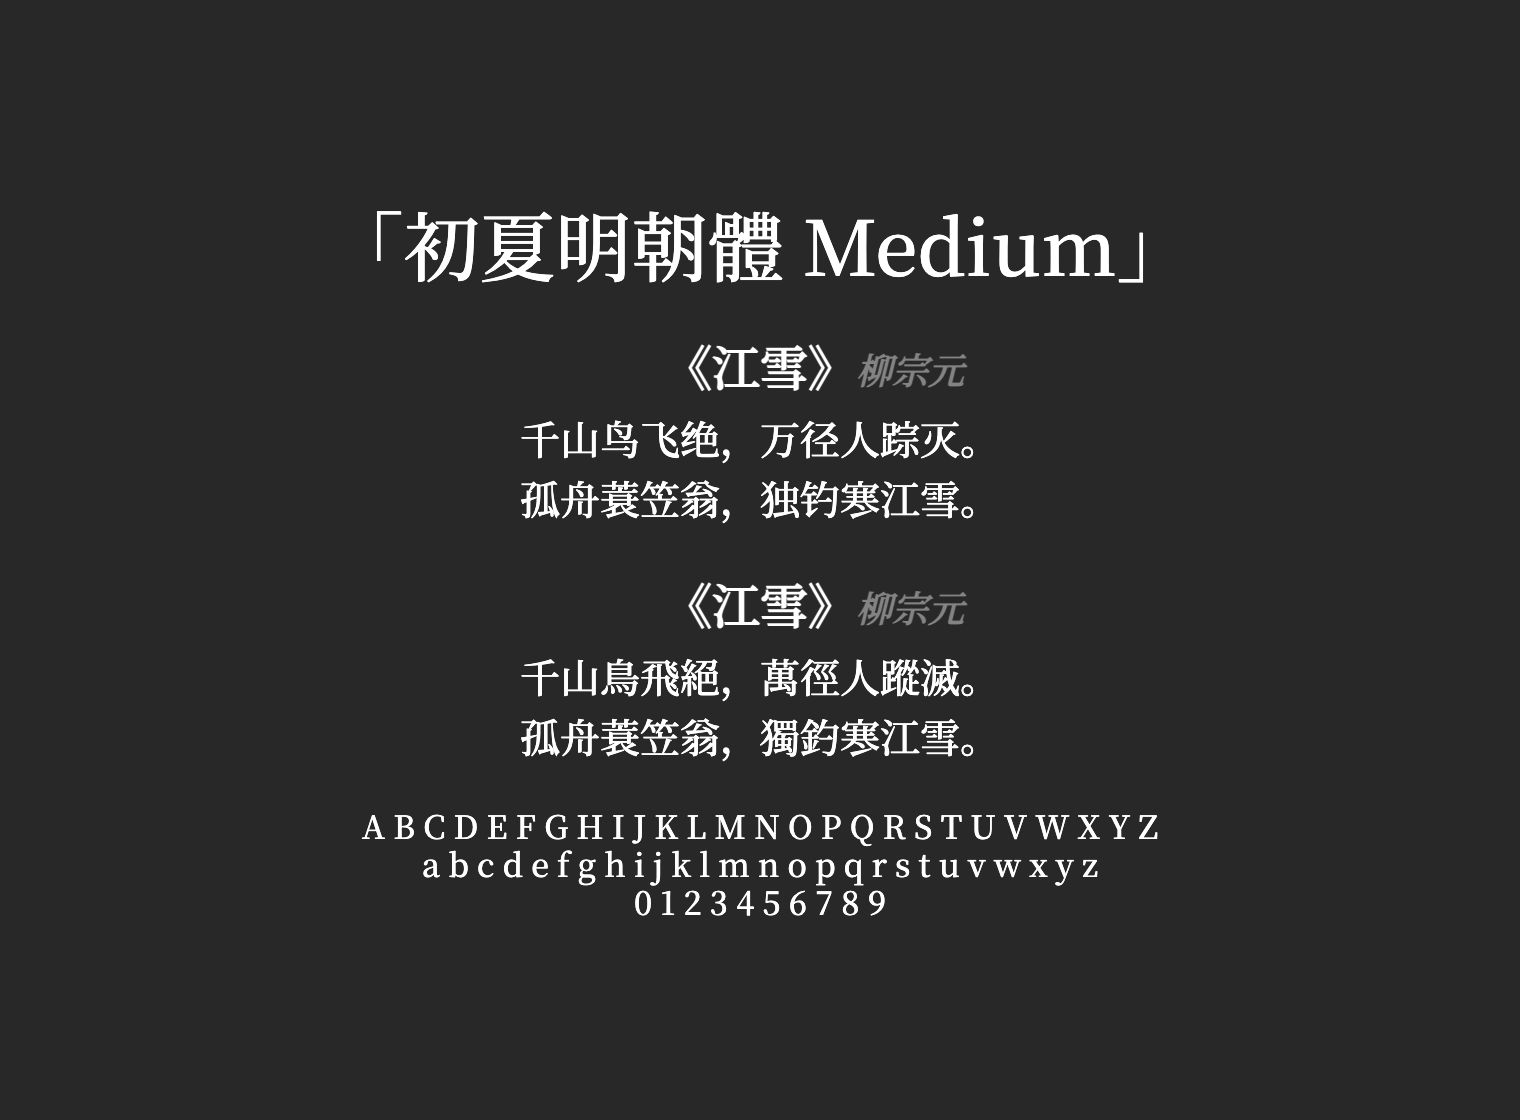 「初夏明朝體 Medium」
《江雪》 柳宗元
千山鸟飞绝，万径人踪灭。
孤舟蓑笠翁，独钓寒江雪。
《江雪》 柳宗元
千山鳥飛絕，萬徑人蹤滅。
孤舟蓑笠翁，獨釣寒江雪。
A B C D E F G H I J K L M N O P Q R S T U V W X Y Z
a b c d e f g h i j k l m n o p q r s t u v w x y z
0 1 2 3 4 5 6 7 8 9